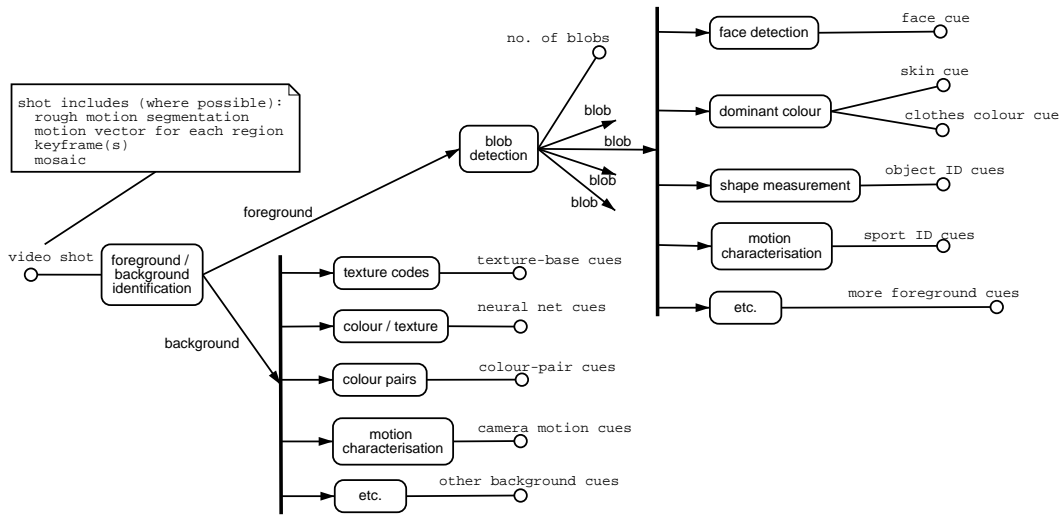 shot includes (where possible):
rough motion segmentation
motion vector for each region
keyframe(s)
mosaic
video shot
foreground /
background
identification
foreground
background
no. of blobs
blob
detection
blob
blob
blob
blob
face detection
face cue
dominant colour
skin cue
clothes colour cue
shape measurement
object ID cues
motion
characterisation
sport ID cues
etc.
more foreground cues
texture codes
texture-base cues
colour / texture
neural net cues
colour pairs
colour-pair cues
motion
characterisation
camera motion cues
etc.
other background cues